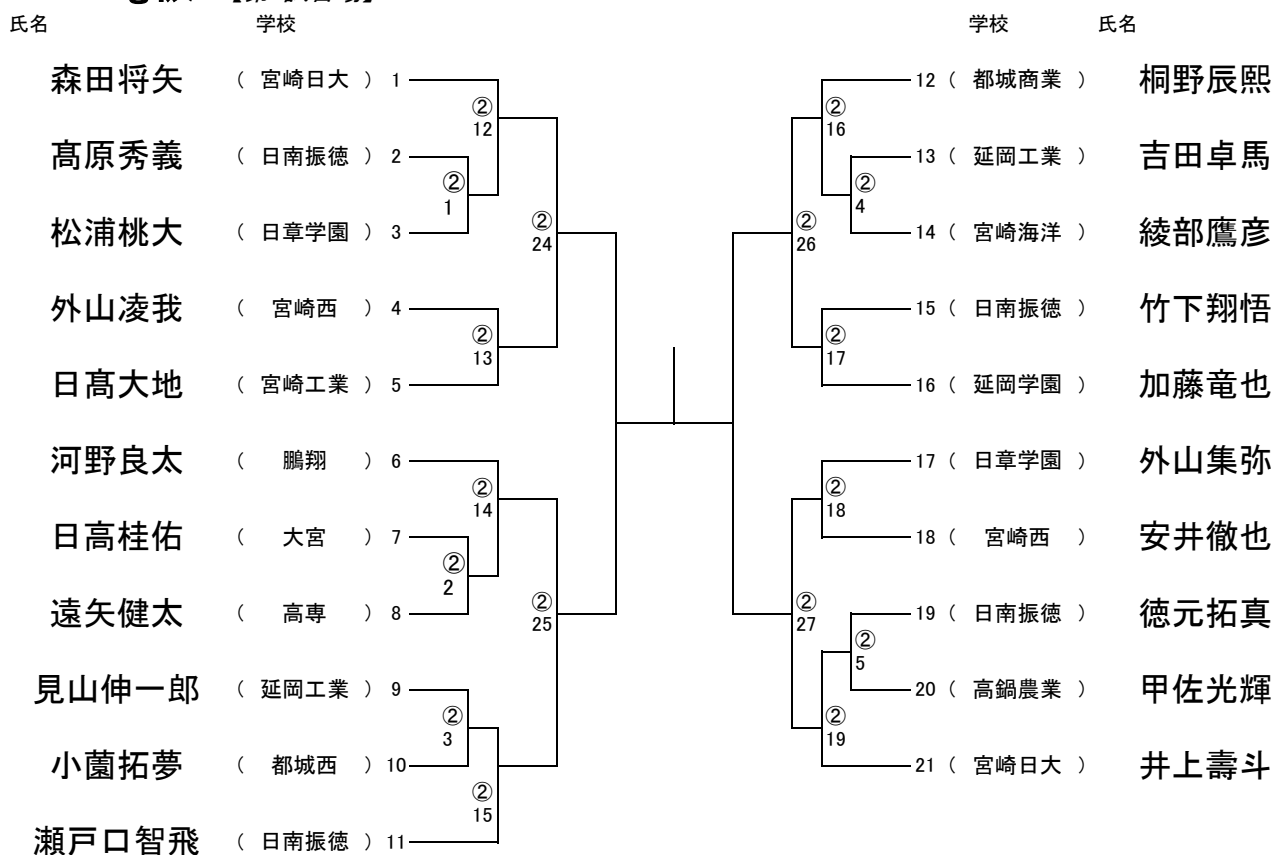 氏名 学校 学校 氏名
森田将矢 ( 宮崎日大 ) 1 12 ( 都城商業 ) 桐野辰熙
② ②
12 16
髙原秀義 ( 日南振徳 ) 2 13 ( 延岡工業 ) 吉田卓馬
② ②
1 4
松浦桃大 ( 日章学園 ) 3 ② ② 14 ( 宮崎海洋 ) 綾部鷹彦
24 26
外山凌我 ( 宮崎西 ) 4 15 ( 日南振徳 ) 竹下翔悟
② ②
13 17
日髙大地 ( 宮崎工業 ) 5 16 ( 延岡学園 ) 加藤竜也
河野良太 ( 鵬翔 ) 6 17 ( 日章学園 ) 外山集弥
② ②
14 18
日高桂佑 ( 大宮 ) 7 18 ( 宮崎西 ) 安井徹也
②
2
遠矢健太 ( 高専 ) 8 ② ② 19 ( 日南振徳 ) 徳元拓真
25 27
②
5
見山伸一郎 ( 延岡工業 ) 9 20 ( 高鍋農業 ) 甲佐光輝
② ②
3 19
小薗拓夢 ( 都城西 ) 10 21 ( 宮崎日大 ) 井上壽斗
②
15
瀬戸口智飛 ( 日南振徳 ) 11